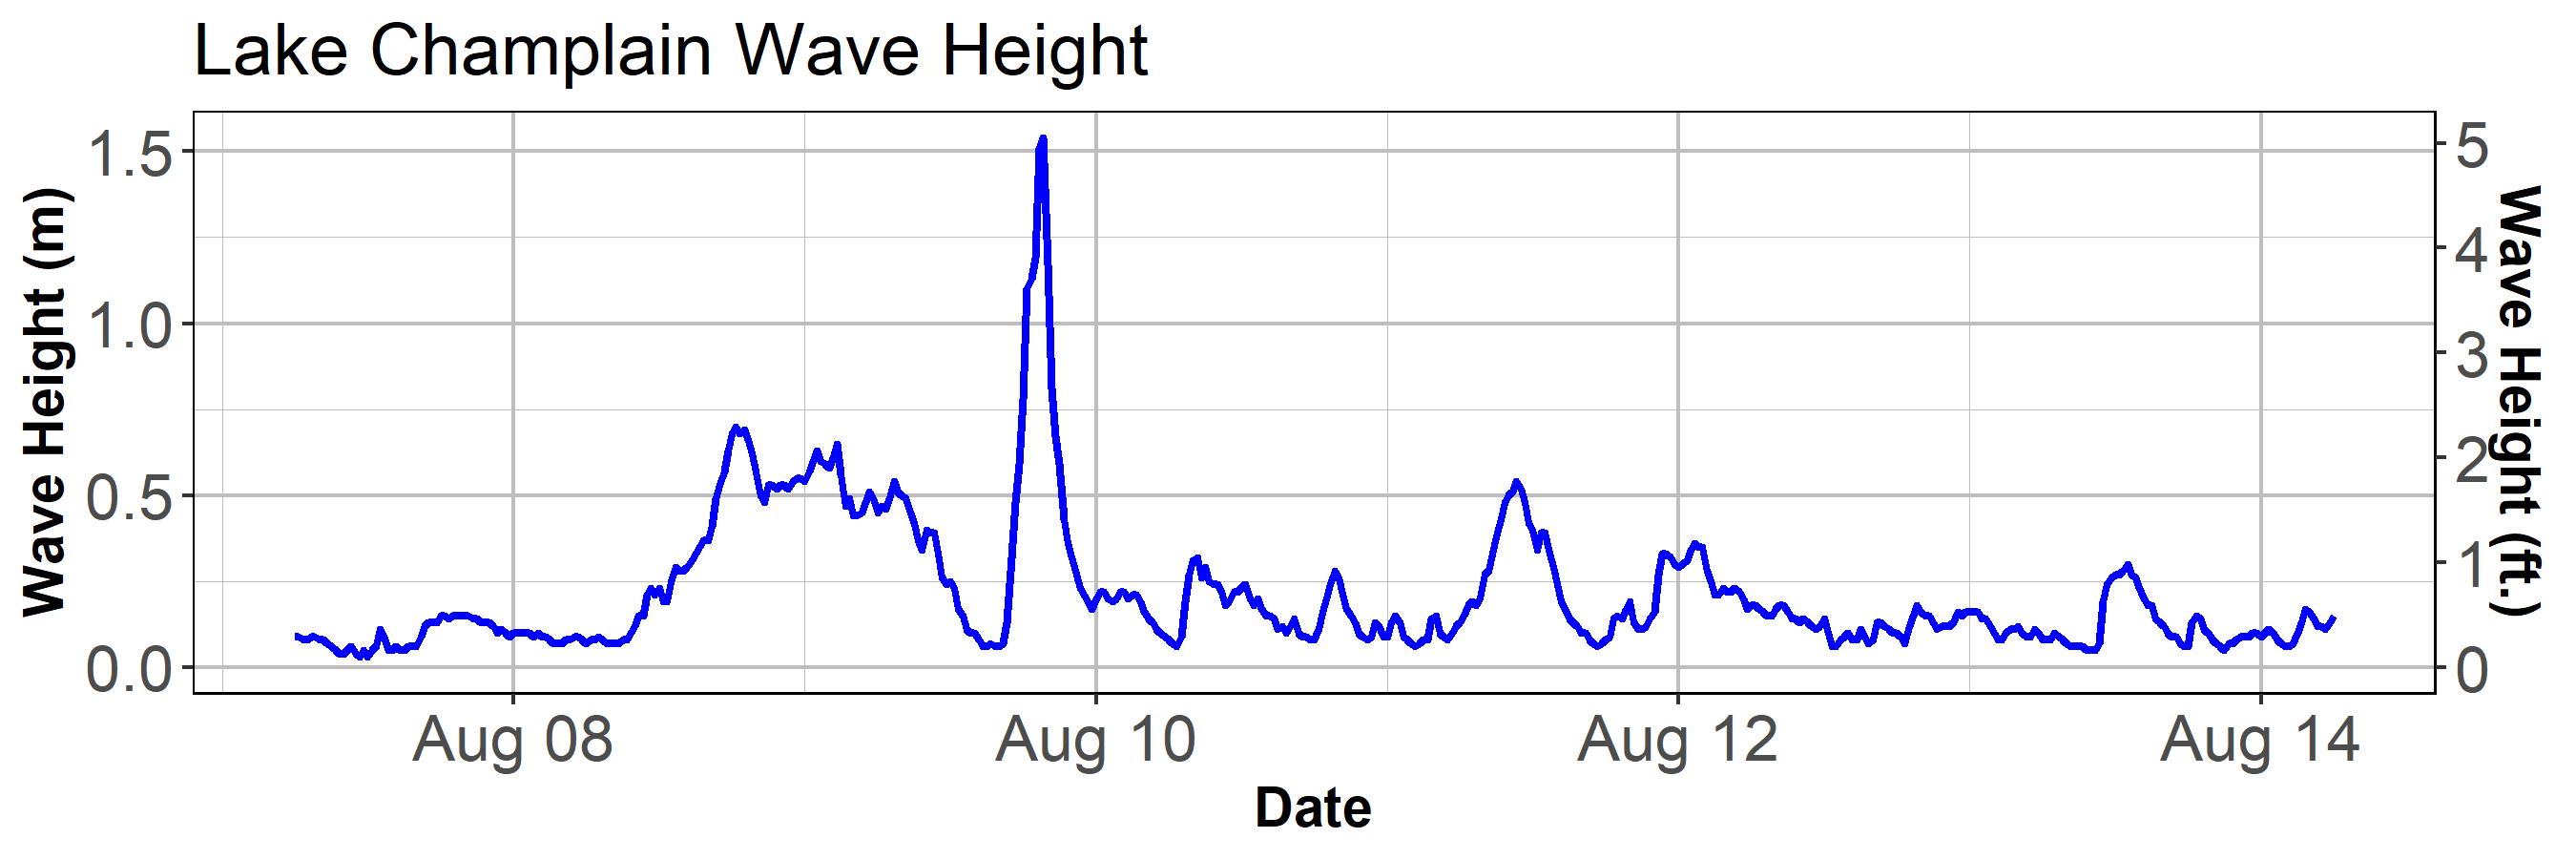 Lake Champlain Wave Height
Wave Height (m)
1.5
1.0
0.5
0.0
5
4
3
2
1
0
Wave Height (ft.)
Aug 08
Aug 10
Aug 12
Aug 14
Date